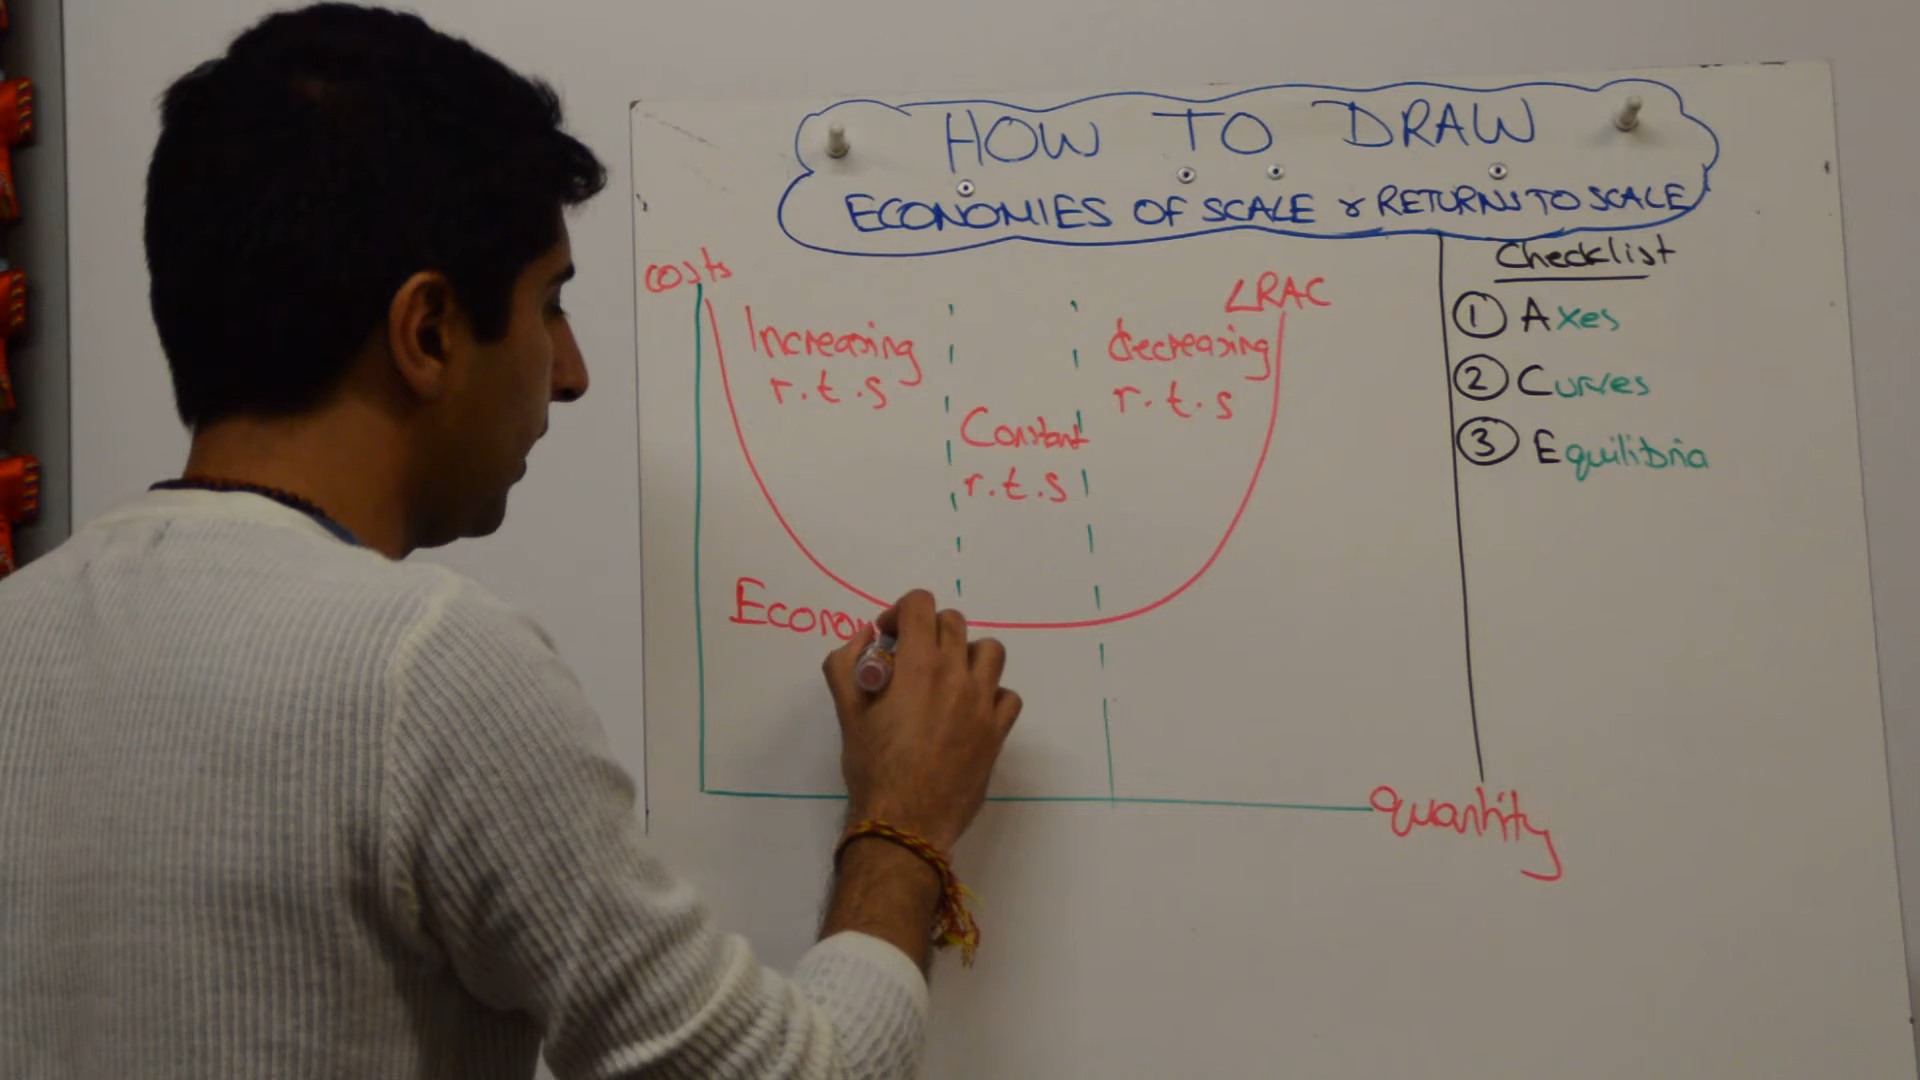 HOW TO DRAW
ECONOMIES OF SCALE & RETURNS TO SCALE
Checklist
① Axes
② Curves
③ Equilibria
costs
LRAC
Increasing
r.t.s
Constant
r.t.s
decreasing
r.t.s
Econom
quantity